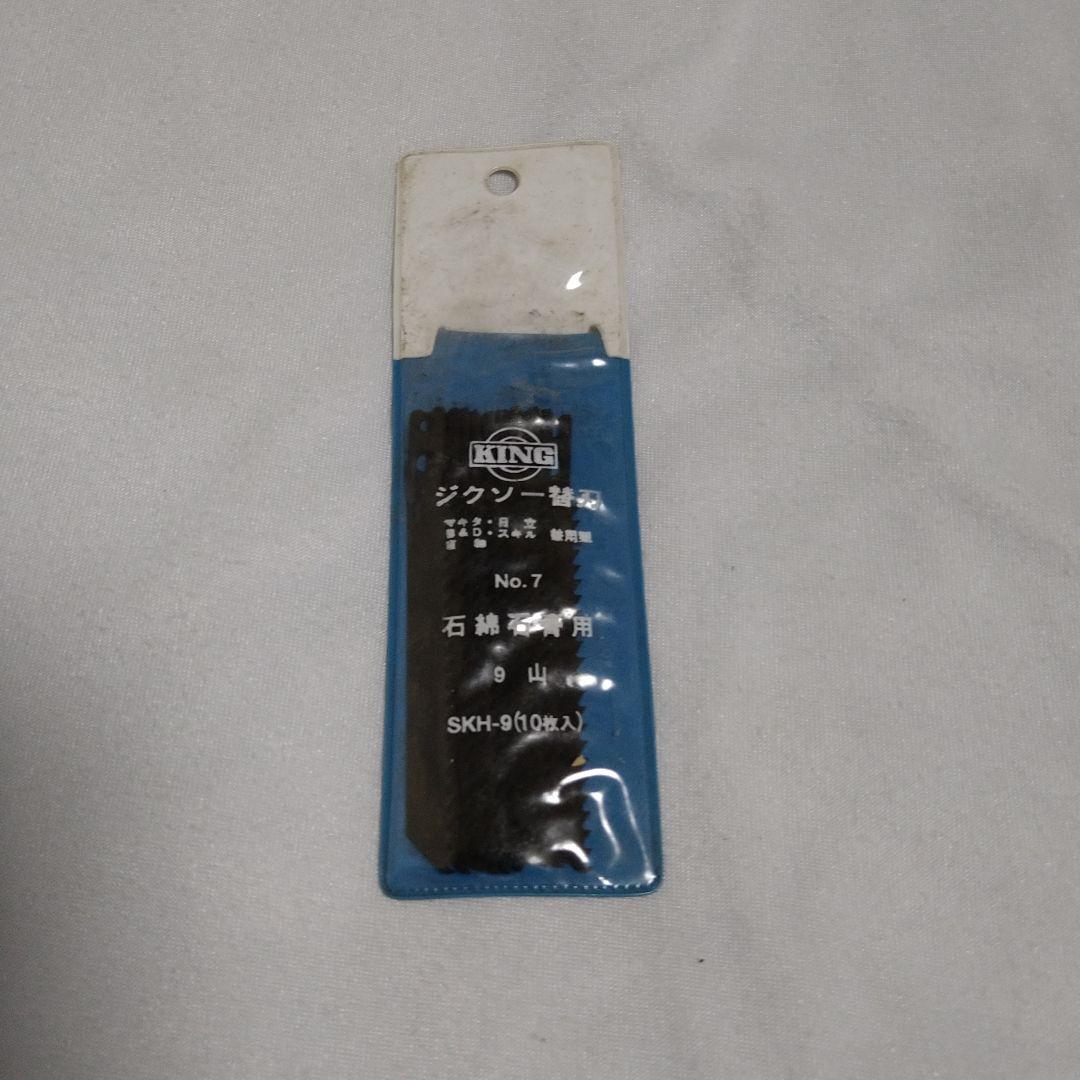 KING
ジクソー替刃
マキタ・日立
B&D・スキル 兼用型
No.7
石綿石膏用
9 山
SKH-9(10枚入)